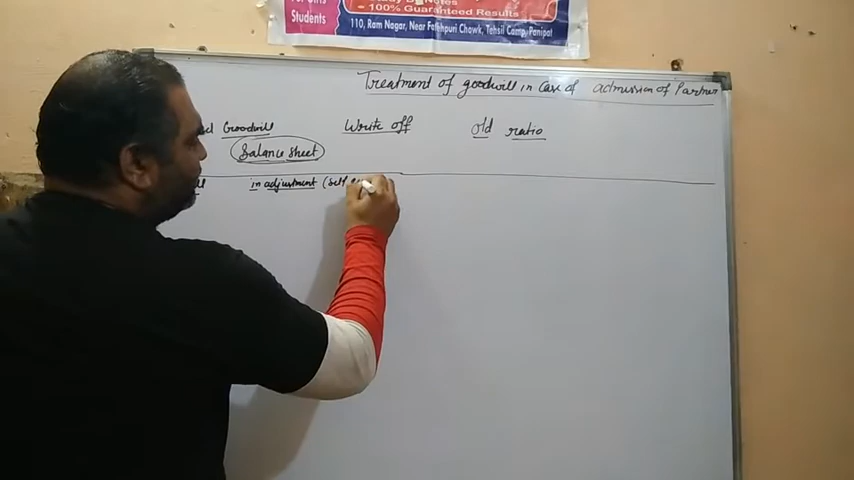 - 100% Guaranteed Results
Students
110, Ram Nagar, Near Fatehpuri Chowk, Tehsil Camp, Panipat
Treatment of goodwill in Case of admission of Partner
Goodwill Write off Old ratio
Balance Sheet
in adjustment (Self